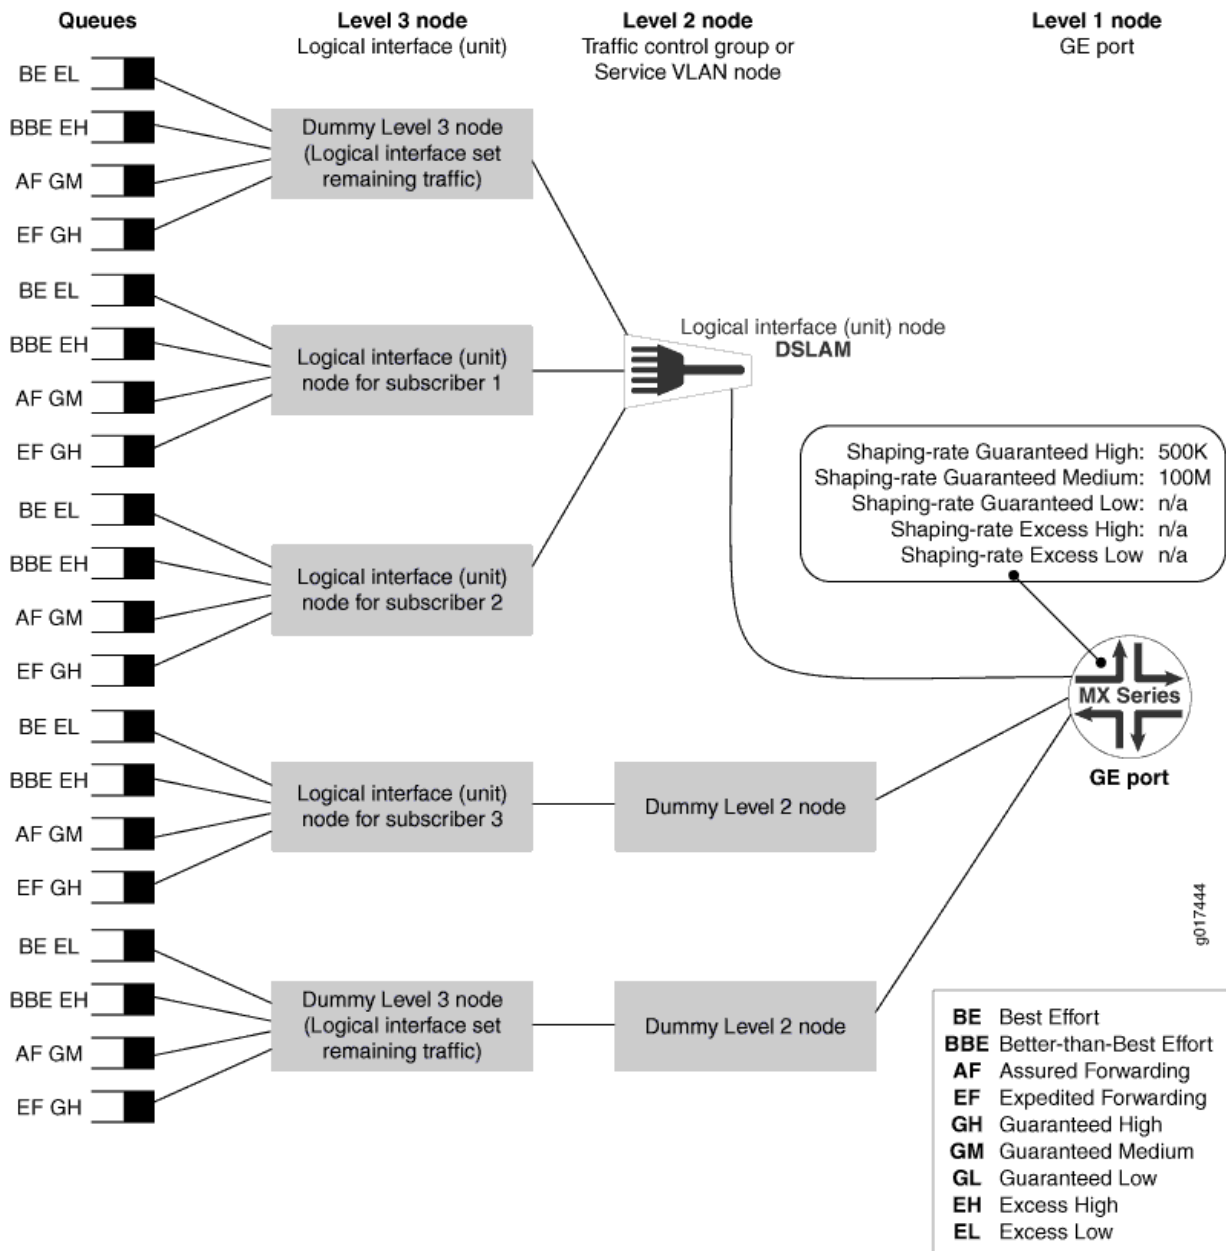 Queues
Level 3 node
Logical interface (unit)
Level 2 node
Traffic control group or
Service VLAN node
Level 1 node
GE port
BE EL
BBE EH
AF GM
EF GH
Dummy Level 3 node
(Logical interface set
remaining traffic)
BE EL
BBE EH
AF GM
EF GH
Logical interface (unit)
node for subscriber 1
Logical interface (unit) node
DSLAM
BE EL
BBE EH
AF GM
EF GH
Logical interface (unit)
node for subscriber 2
Shaping-rate Guaranteed High: 500K
Shaping-rate Guaranteed Medium: 100M
Shaping-rate Guaranteed Low: n/a
Shaping-rate Excess High: n/a
Shaping-rate Excess Low n/a
MX Series
GE port
BE EL
BBE EH
AF GM
EF GH
Logical interface (unit)
node for subscriber 3
Dummy Level 2 node
BE EL
BBE EH
AF GM
EF GH
Dummy Level 3 node
(Logical interface set
remaining traffic)
Dummy Level 2 node
g017444
BE Best Effort
BBE Better-than-Best Effort
AF Assured Forwarding
EF Expedited Forwarding
GH Guaranteed High
GM Guaranteed Medium
GL Guaranteed Low
EH Excess High
EL Excess Low